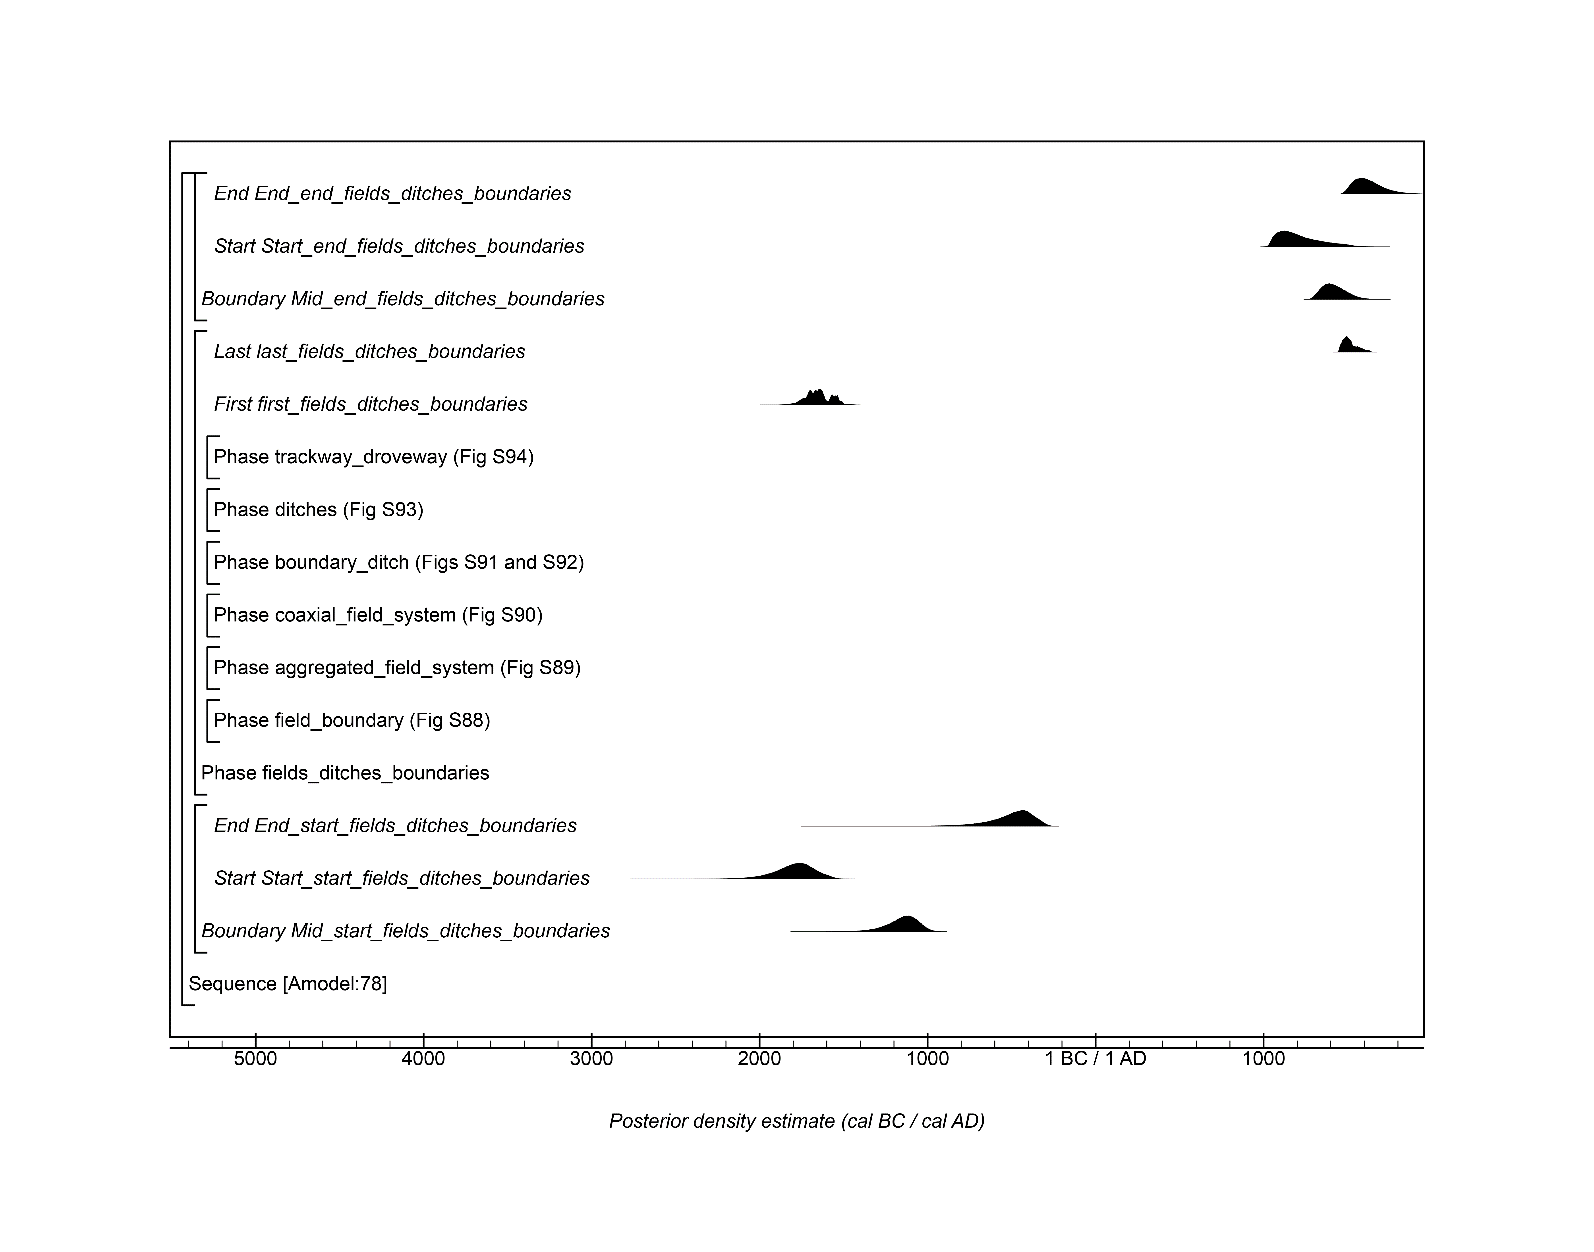 End End_end_fields_ditches_boundaries
Start Start_end_fields_ditches_boundaries
Boundary Mid_end_fields_ditches_boundaries
Last last_fields_ditches_boundaries
First first_fields_ditches_boundaries
Phase trackway_droveway (Fig S94)
Phase ditches (Fig S93)
Phase boundary_ditch (Figs S91 and S92)
Phase coaxial_field_system (Fig S90)
Phase aggregated_field_system (Fig S89)
Phase field_boundary (Fig S88)
Phase fields_ditches_boundaries
End End_start_fields_ditches_boundaries
Start Start_start_fields_ditches_boundaries
Boundary Mid_start_fields_ditches_boundaries
Sequence [Amodel:78]
5000 4000 3000 2000 1000 1 BC / 1 AD 1000
Posterior density estimate (cal BC / cal AD)